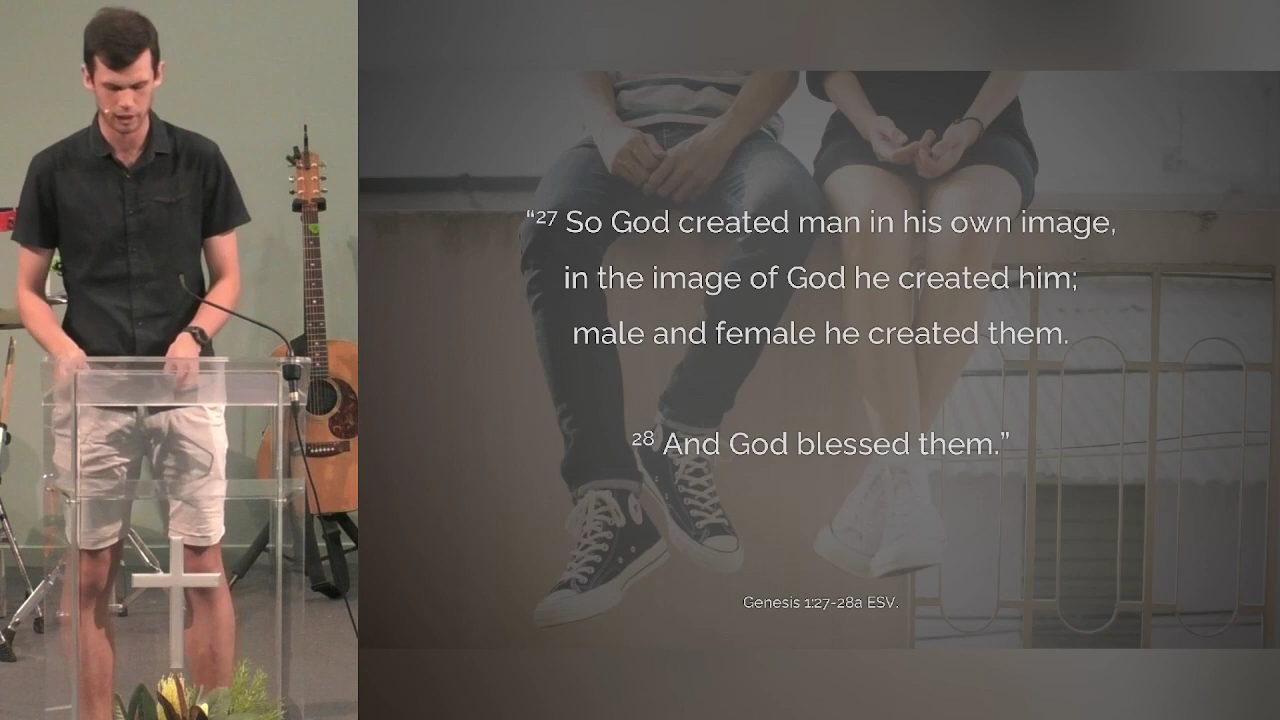 “27 So God created man in his own image,
in the image of God he created him;
male and female he created them.
28 And God blessed them.”
Genesis 1:27-28a ESV.